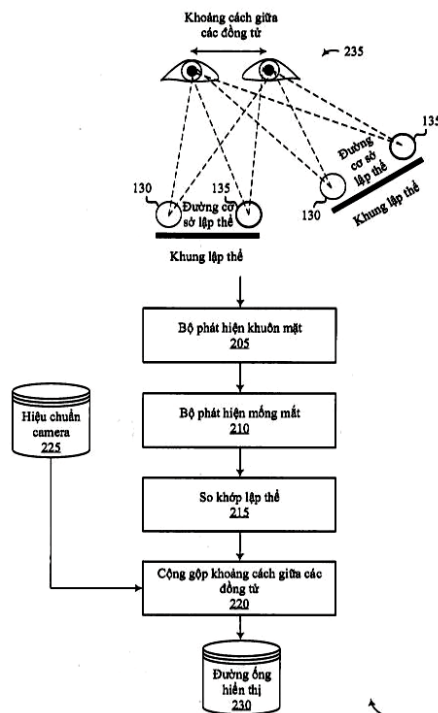 Khoảng cách giữa
các đồng tử
235
135
130
135
Đường cơ
sở lập thể
130
Đường cơ
sở lập thể
Khung lập thể
Khung lập thể
Bộ phát hiện khuôn mặt
205
Bộ phát hiện mống mắt
210
Hiệu chuẩn
camera
225
So khớp lập thể
215
Cộng gộp khoảng cách giữa các
đồng tử
220
Đường ống
hiển thị
230